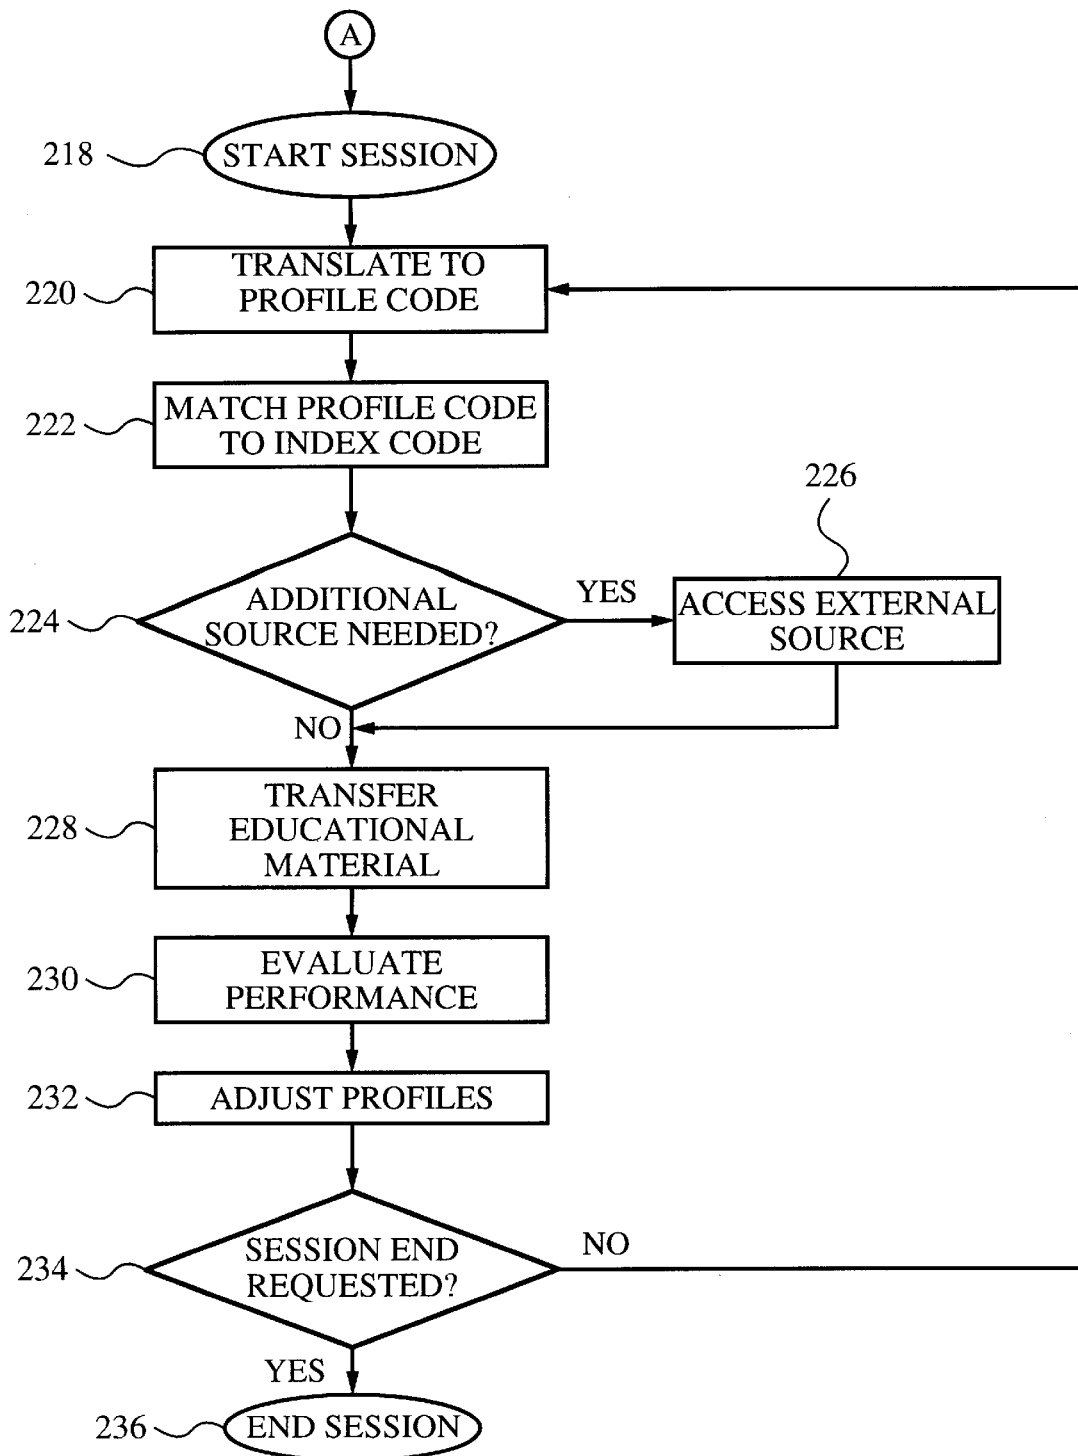 A
218
START SESSION
220
TRANSLATE TO
PROFILE CODE
222
MATCH PROFILE CODE
TO INDEX CODE
224
ADDITIONAL
SOURCE NEEDED?
YES
226
ACCESS EXTERNAL
SOURCE
NO
228
TRANSFER
EDUCATIONAL
MATERIAL
230
EVALUATE
PERFORMANCE
232
ADJUST PROFILES
234
SESSION END
REQUESTED?
NO
YES
236
END SESSION